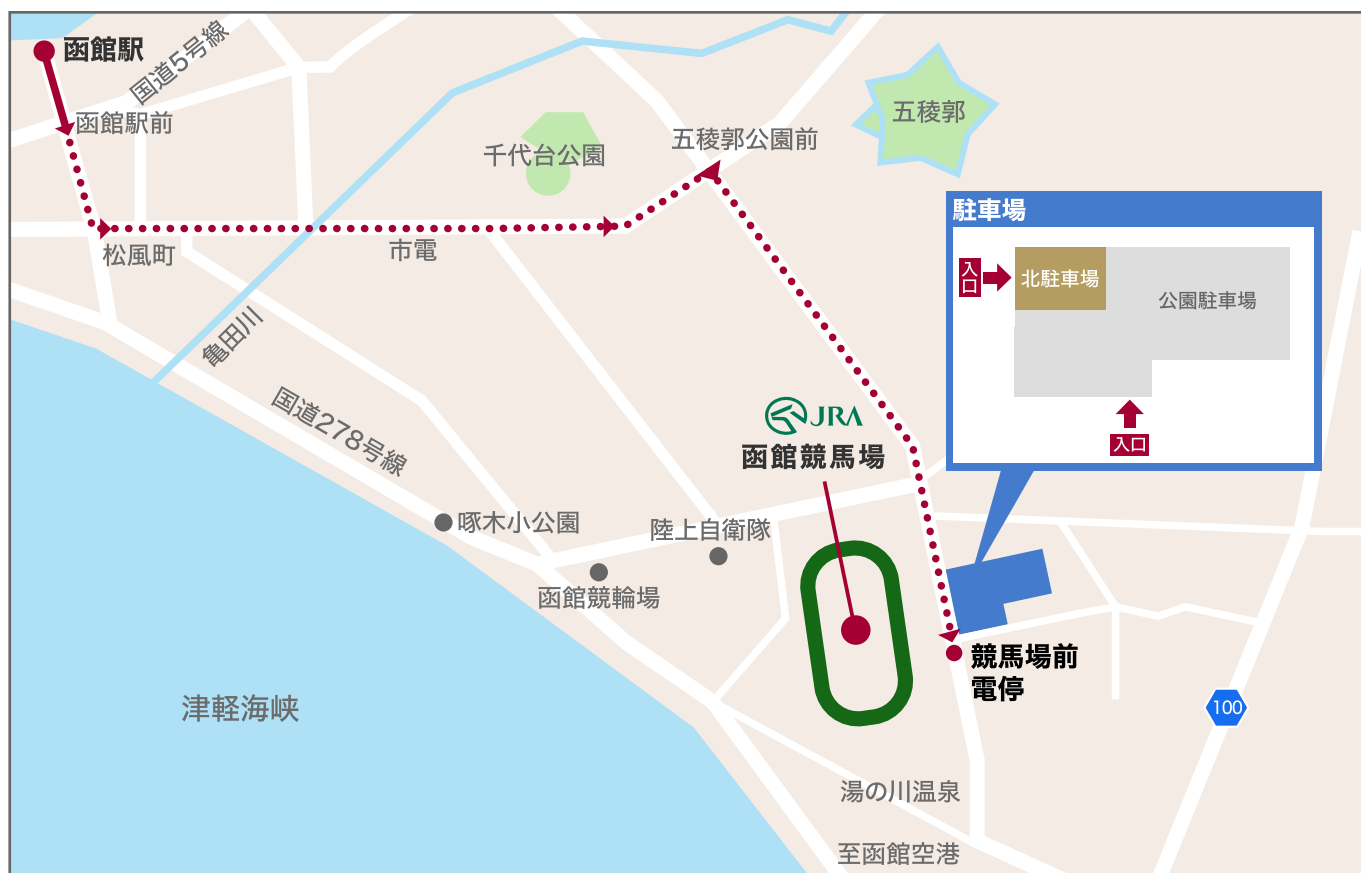 函館駅
国道5号線
函館駅前
千代台公園
五稜郭公園前
五稜郭
松風町
市電
亀田川
駐車場
入口
北駐車場
公園駐車場
入口
国道278号線
JRA
函館競馬場
啄木小公園
陸上自衛隊
函館競輪場
競馬場前
電停
津軽海峡
100
湯の川温泉
至函館空港